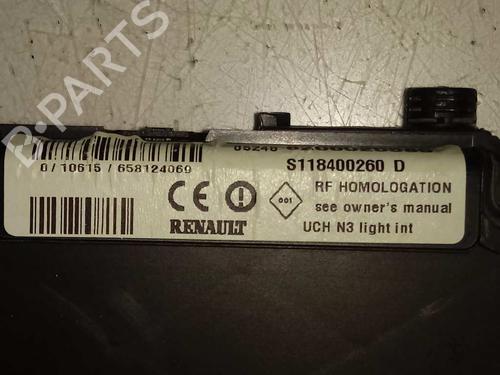 B-PARTS
S118400260 D
0/10615/658124069
RF HOMOLOGATION
see owner's manual
UCH N3 light int
CE
001
RENAULT